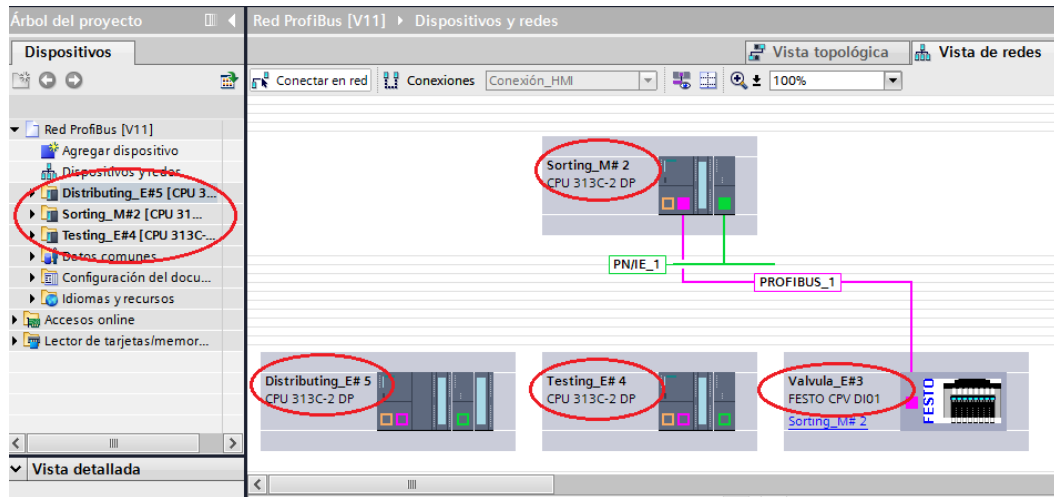 Árbol del proyecto
Red ProfiBus [V11] ▸ Dispositivos y redes
Dispositivos
Vista topológica
Vista de redes
Conectar en red
Conexiones
Conexión_HMI
100%
Red ProfiBus [V11]
Agregar dispositivo
Dispositivos y redes
Distributing_E#5 [CPU 3...
Sorting_M#2 [CPU 31...
Testing_E#4 [CPU 313C-...
Datos comunes
Configuración del docu...
Idiomas y recursos
Accesos online
Lector de tarjetas/memor...
Vista detallada
Sorting_M# 2
CPU 313C-2 DP
PN/IE_1
PROFIBUS_1
Distributing_E# 5
CPU 313C-2 DP
Testing_E# 4
CPU 313C-2 DP
Valvula_E#3
FESTO CPV DI01
Sorting_M# 2
FESTO